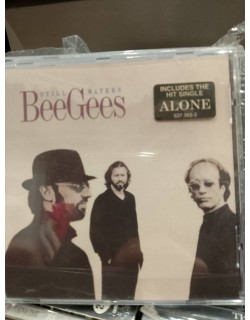 STILL WATERS
BeeGees
INCLUDES THE
HIT SINGLE
ALONE